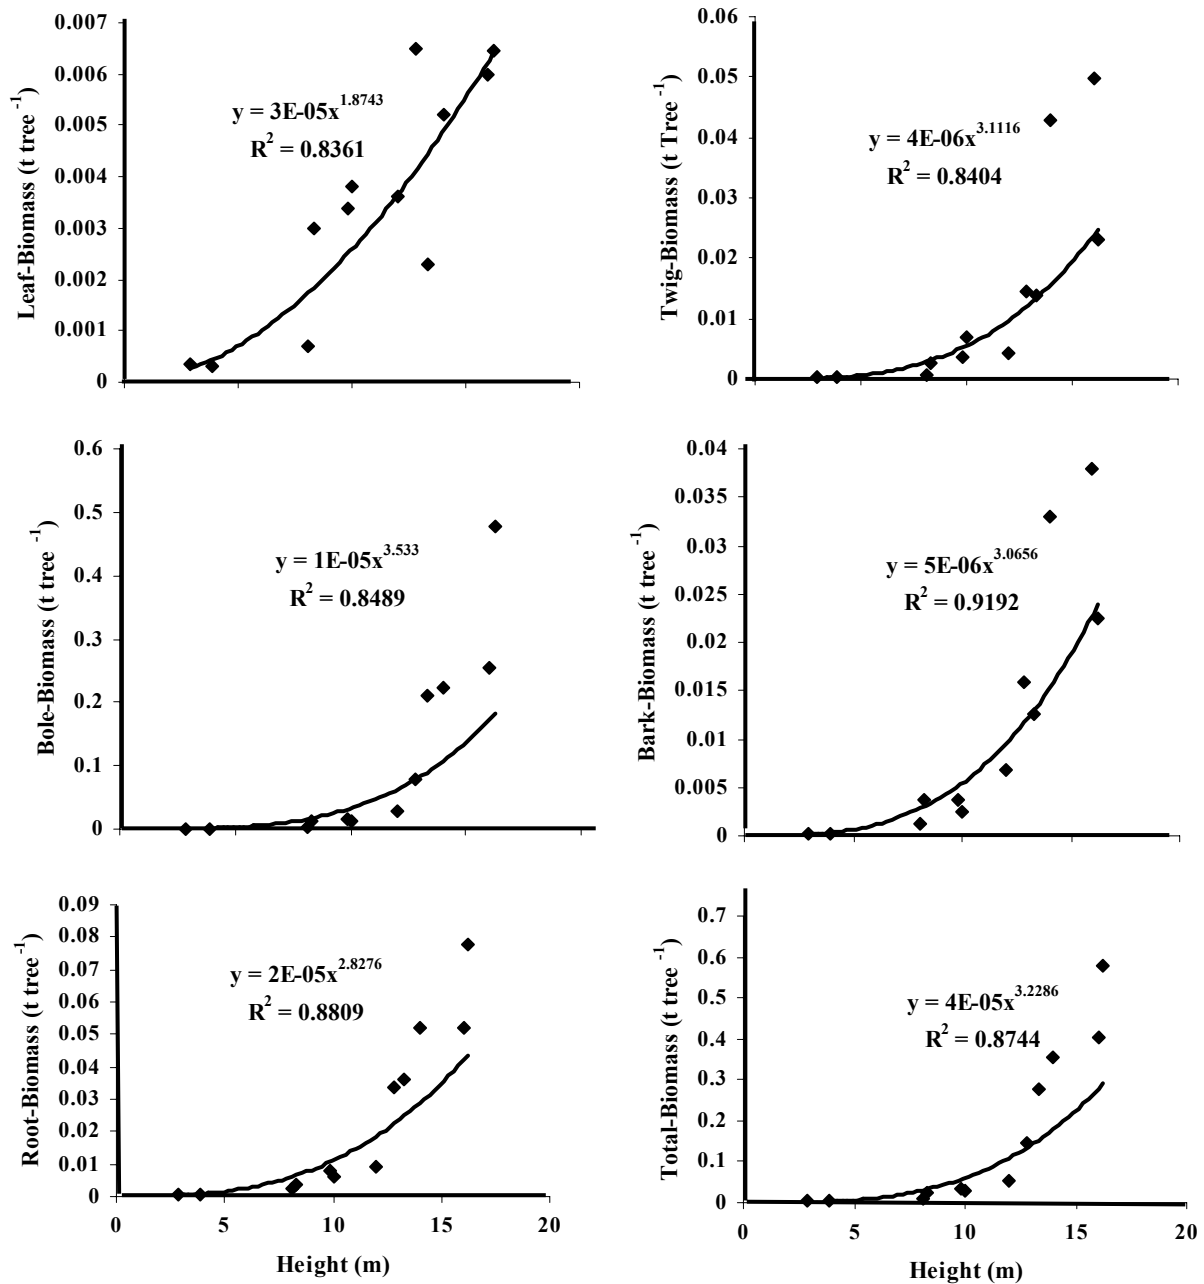 Leaf-Biomass (t tree -1)
0.007
0.006
0.005
0.004
0.003
0.002
0.001
0
y = 3E-05x1.8743
R2 = 0.8361
Twig-Biomass (t Tree -1)
0.06
0.05
0.04
0.03
0.02
0.01
0
y = 4E-06x3.1116
R2 = 0.8404
Bole-Biomass (t tree -1)
0.6
0.5
0.4
0.3
0.2
0.1
0
y = 1E-05x3.533
R2 = 0.8489
Bark-Biomass (t tree -1)
0.04
0.035
0.03
0.025
0.02
0.015
0.01
0.005
0
y = 5E-06x3.0656
R2 = 0.9192
Root-Biomass (t tree -1)
0.09
0.08
0.07
0.06
0.05
0.04
0.03
0.02
0.01
0
y = 2E-05x2.8276
R2 = 0.8809
0 5 10 15 20
Height (m)
Total-Biomass (t tree -1)
0.7
0.6
0.5
0.4
0.3
0.2
0.1
0
y = 4E-05x3.2286
R2 = 0.8744
0 5 10 15 20
Height (m)